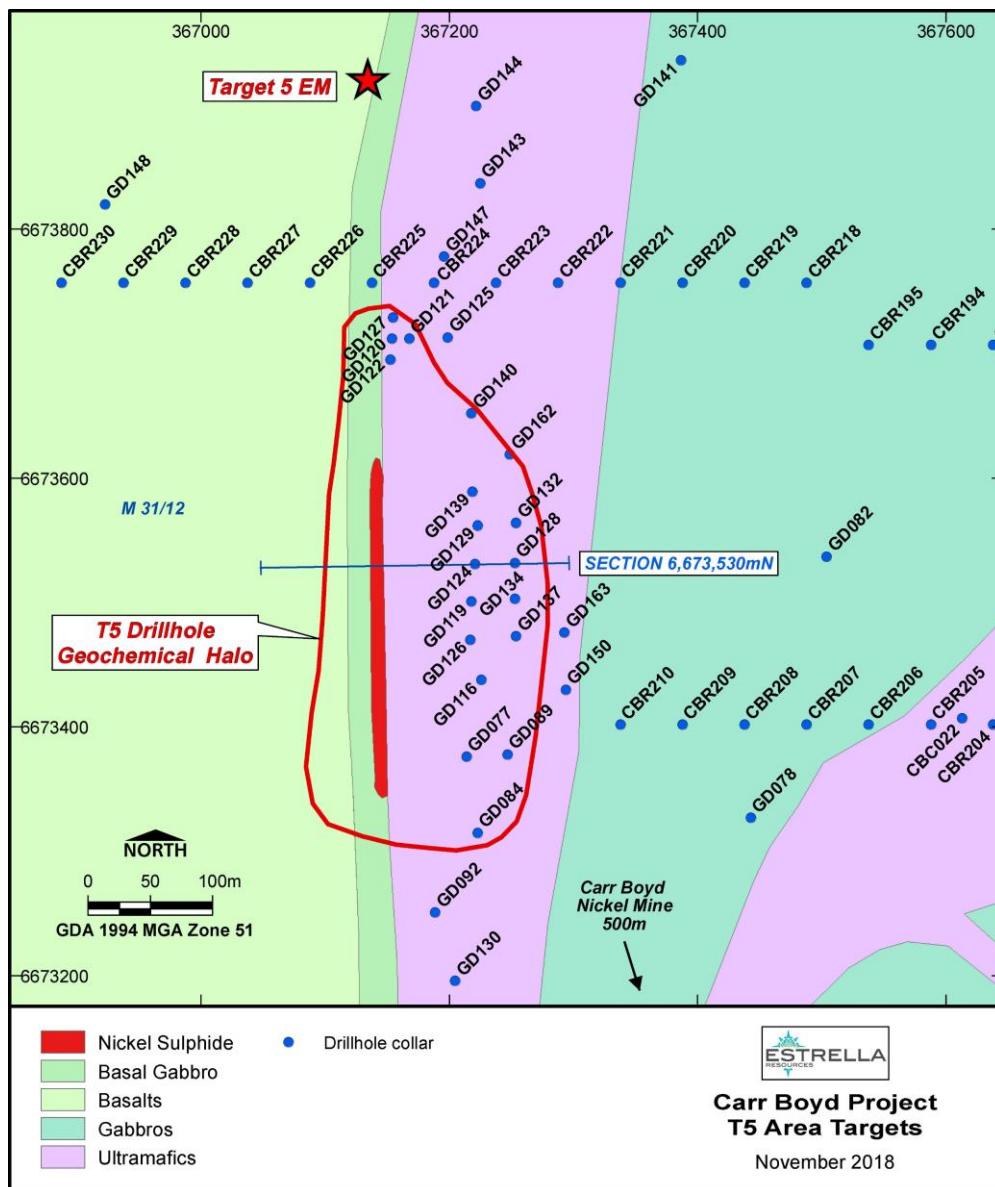 367000
367200
367400
367600
Target 5 EM
GD144
GD141
GD143
GD148
6673800
GD147
CBR230
CBR229
CBR228
CBR227
CBR226
CBR225
CBR224
CBR223
CBR222
CBR221
CBR220
CBR219
CBR218
GD127
GD121
GD125
CBR195
CBR194
GD120
GD122
GD140
GD162
6673600
M 31/12
GD139
GD132
GD129
GD128
GD082
GD124
SECTION 6,673,530mN
GD134
GD119
GD137
GD163
T5 Drillhole
Geochemical Halo
GD126
GD116
GD150
CBR210
CBR209
CBR208
CBR207
CBR206
CBR205
CBC022
CBR204
6673400
GD077
GD089
GD078
GD084
NORTH
0 50 100m
GDA 1994 MGA Zone 51
GD092
Carr Boyd
Nickel Mine
500m
GD130
6673200
Nickel Sulphide
Drillhole collar
Basal Gabbro
Basalts
Gabbros
Ultramafics
ESTRELLA
RESOURCES
Carr Boyd Project
T5 Area Targets
November 2018